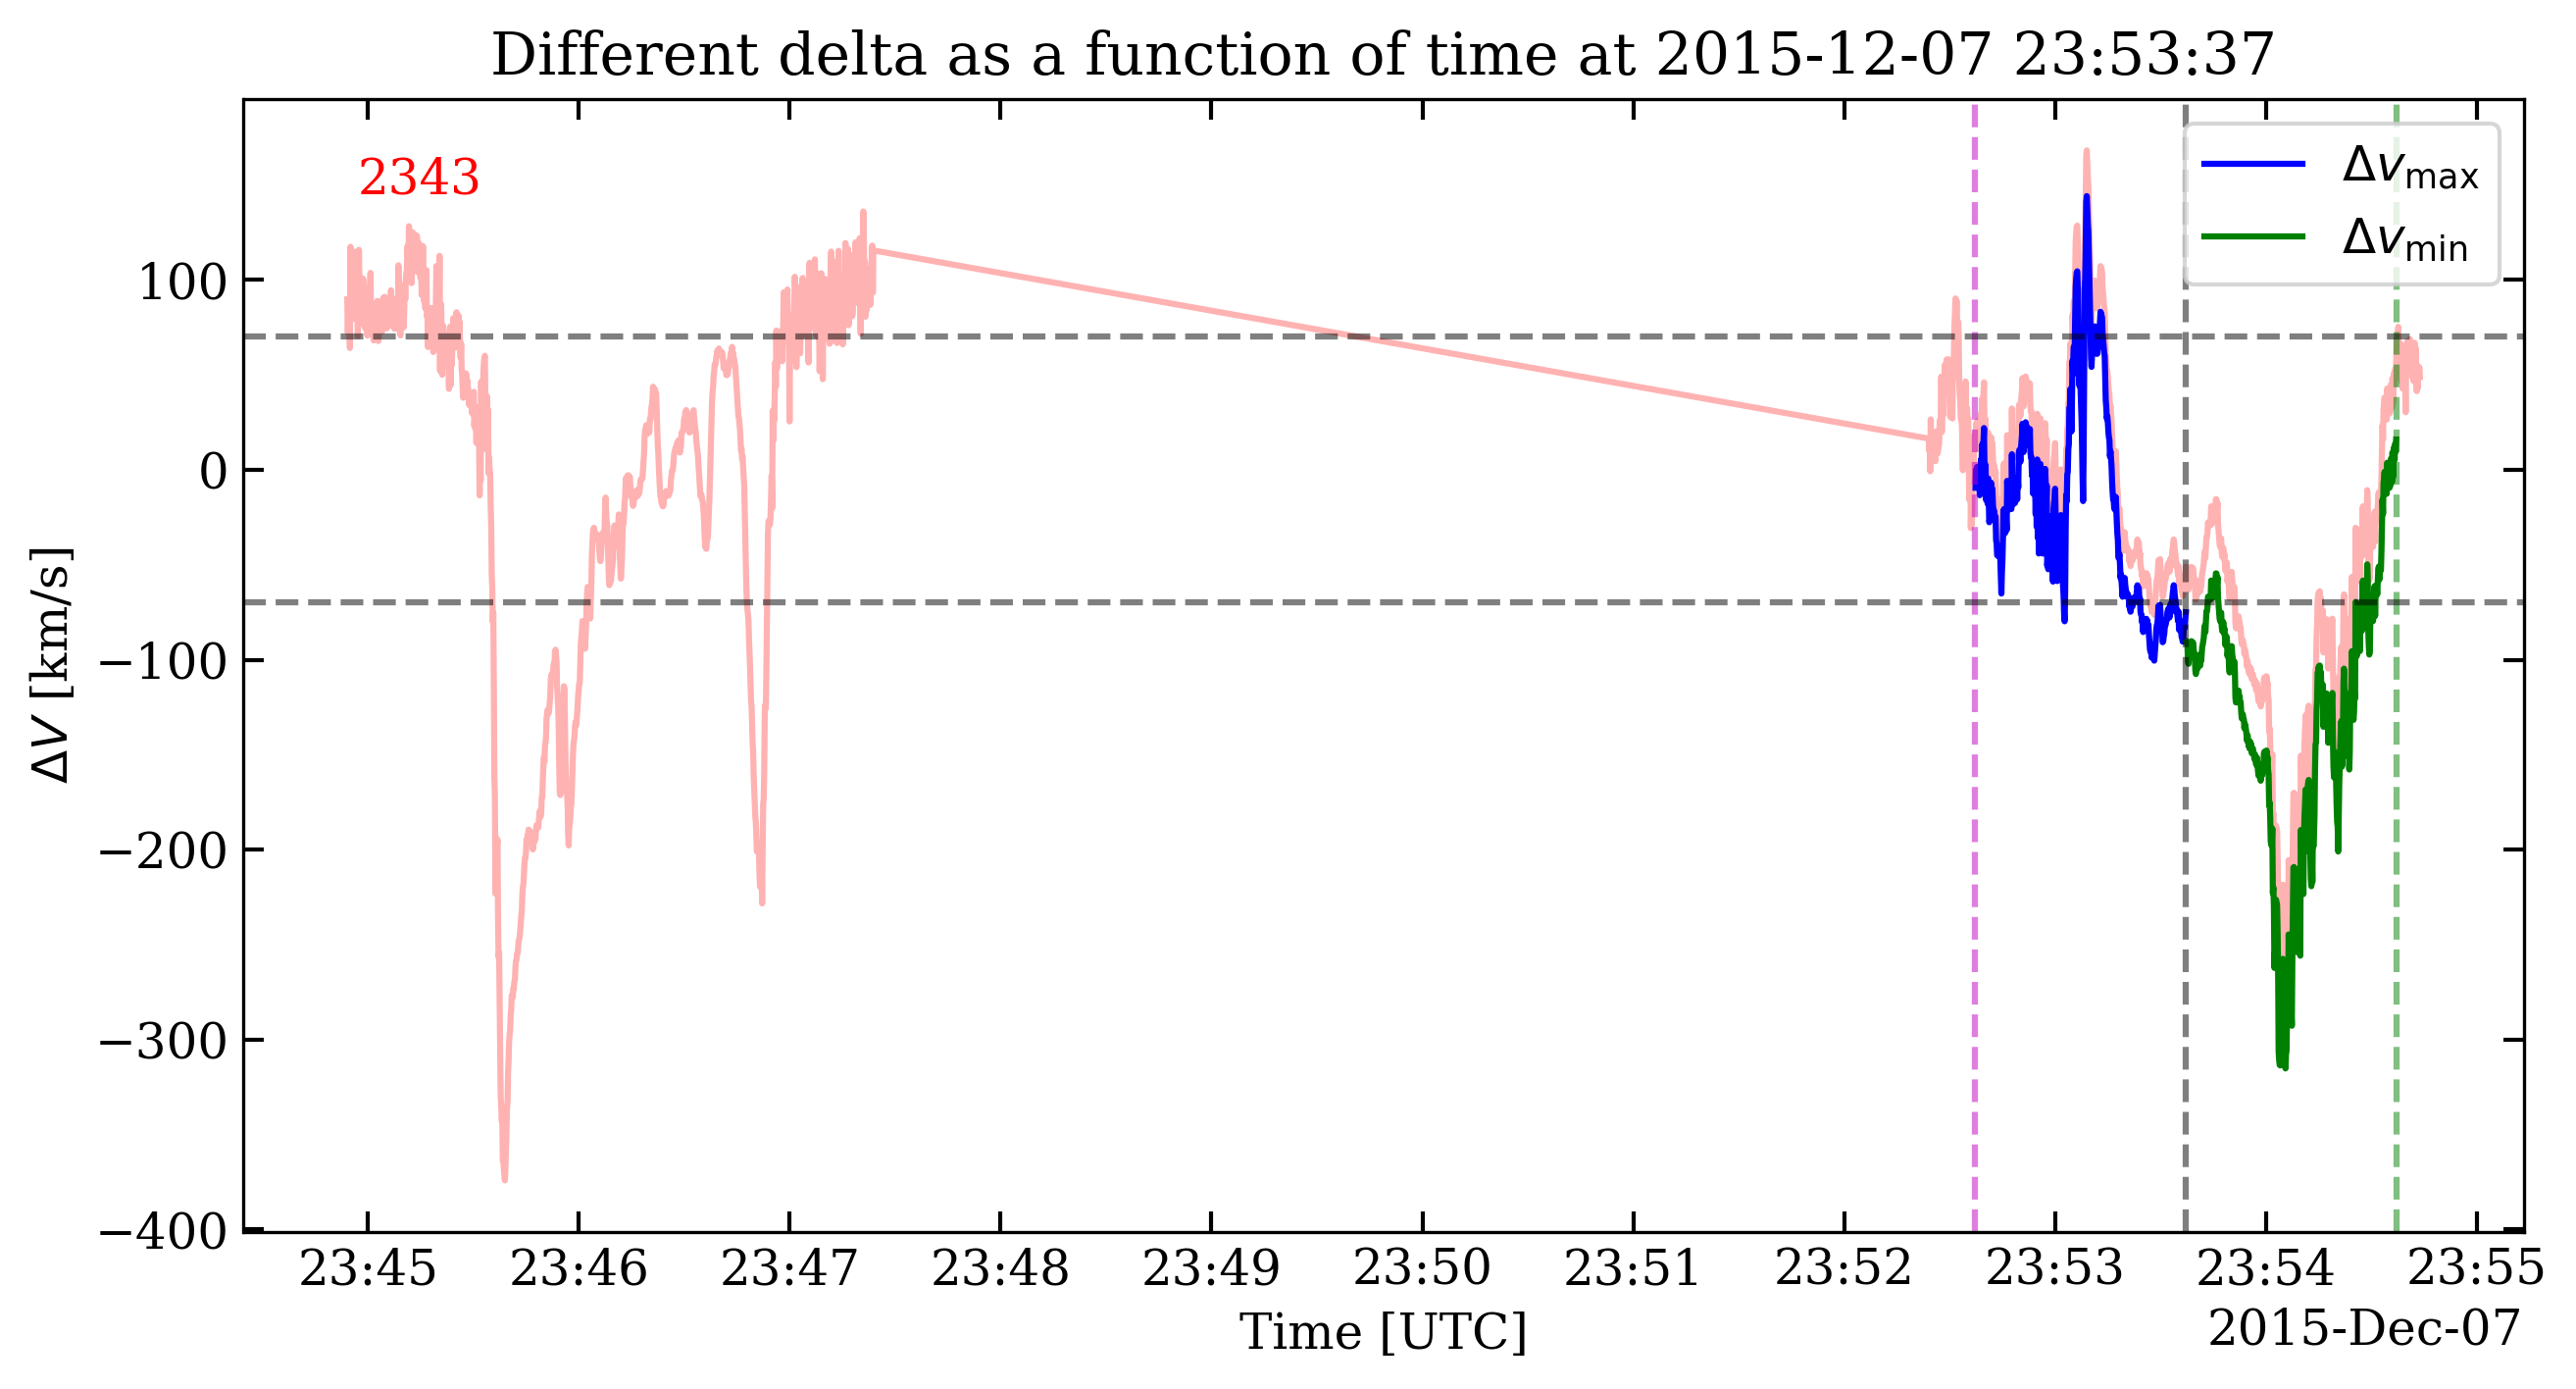 Different delta as a function of time at 2015-12-07 23:53:37
2343
Δv_max
Δv_min
100
0
−100
−200
−300
−400
ΔV [km/s]
23:45 23:46 23:47 23:48 23:49 23:50 23:51 23:52 23:53 23:54 23:55
Time [UTC]
2015-Dec-07